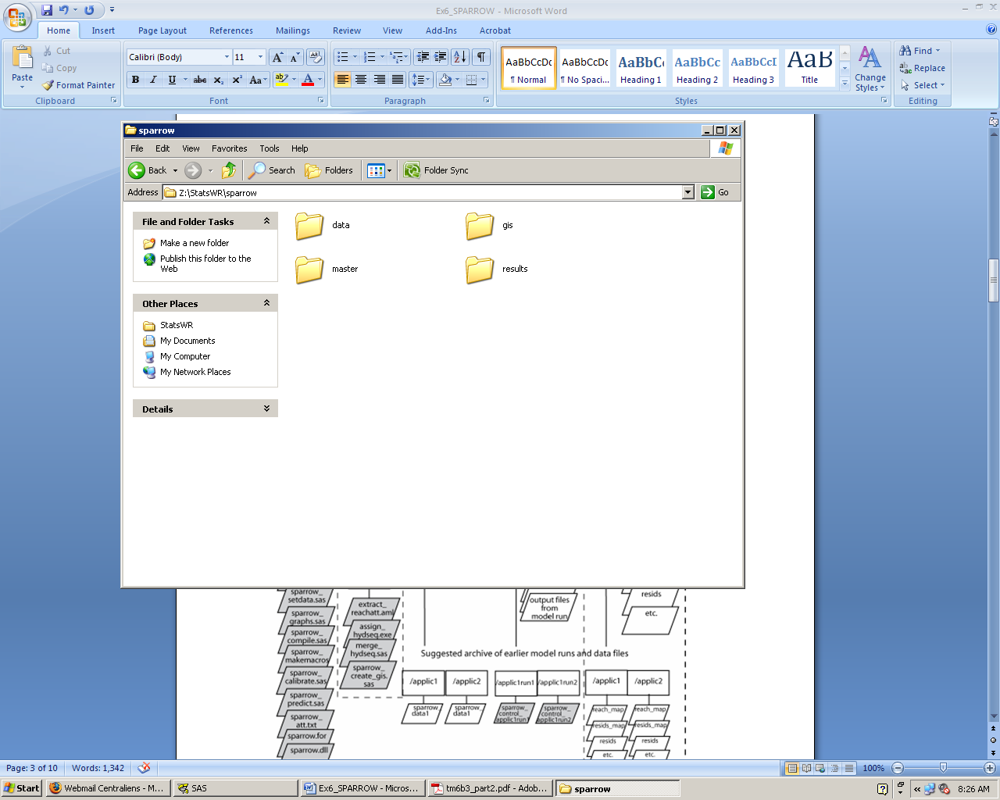 Ex6_SPARROW - Microsoft Word
Home Insert Page Layout References Mailings Review View Add-Ins Acrobat
Paste
Cut
Copy
Format Painter
Clipboard
Calibri (Body) 11
Font
Paragraph
AaBbCcDc AaBbCcDc AaBbC AaBbCc AaBbCcI AaB
¶ Normal ¶ No Spaci... Heading 1 Heading 2 Heading 3 Title
Change Styles
Styles
Find
Replace
Select
Editing
sparrow
File Edit View Favorites Tools Help
Back Search Folders Folder Sync
Address Z:\StatsWR\sparrow Go
File and Folder Tasks
Make a new folder
Publish this folder to the
Web
Other Places
StatsWR
My Documents
My Computer
My Network Places
Details
data gis
master results
sparrow_
setdata.sas
sparrow_
graphs.sas
sparrow_
compile.sas
sparrow_
makemacros
sparrow_
calibrate.sas
sparrow_
predict.sas
sparrow_
att.txt
sparrow.for
sparrow.dll
extract_
reachatt.aml
assign_
hydseq.exe
merge_
hydseq.sas
sparrow_
create_gis.
sas
output files
from
model run
resids
etc.
Suggested archive of earlier model runs and data files
/applic1 /applic2 /applic1run1 /applic1run2 /applic1 /applic2
sparrow
data1
sparrow
data1
sparrow_
control_
applic1run1
sparrow_
control_
applic1run2
reach_map reach_map
resids_map resids_map
resids resids
etc. etc.
Page: 3 of 10 Words: 1,342 100%
Start Webmail Centraliens - M... SAS Ex6_SPARROW - Micros... tm6b3_part2.pdf - Adob... sparrow 8:26 AM